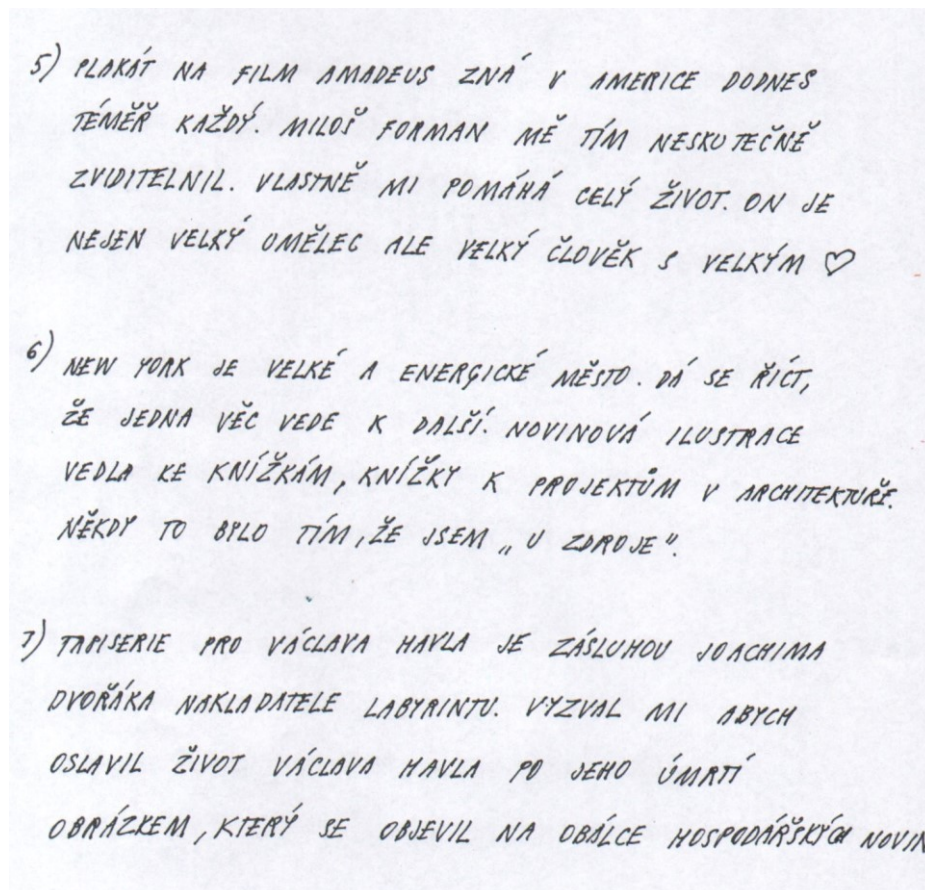 5) PLAKÁT NA FILM AMADEUS ZNÁ V AMERICE DODNES
TÉMĚŘ KAŽDÝ. MILOŠ FORMAN MĚ TÍM NESKUTEČNĚ
ZVIDITELNIL. VLASTNĚ MI POMÁHÁ CELÝ ŽIVOT. ON JE
NEJEN VELKÝ UMĚLEC ALE VELKÝ ČLOVĚK S VELKÝM ♡
6) NEW YORK JE VELKÉ A ENERGICKÉ MĚSTO. DÁ SE ŘÍCT,
ŽE JEDNA VĚC VEDE K DALŠÍ. NOVINOVÁ ILUSTRACE
VEDLA KE KNÍŽKÁM, KNÍŽKY K PROJEKTŮM V ARCHITEKTUŘE.
NĚKDY TO BYLO TÍM, ŽE JSEM „U ZDROJE".
7) TAPISERIE PRO VÁCLAVA HAVLA JE ZÁSLUHOU JOACHIMA
DVOŘÁKA NAKLADATELE LABYRINTU. VYZVAL MI ABYCH
OSLAVIL ŽIVOT VÁCLAVA HAVLA PO JEHO ÚMRTÍ
OBRÁZKEM, KTERÝ SE OBJEVIL NA OBÁLCE HOSPODÁŘSKÝCH NOVIN